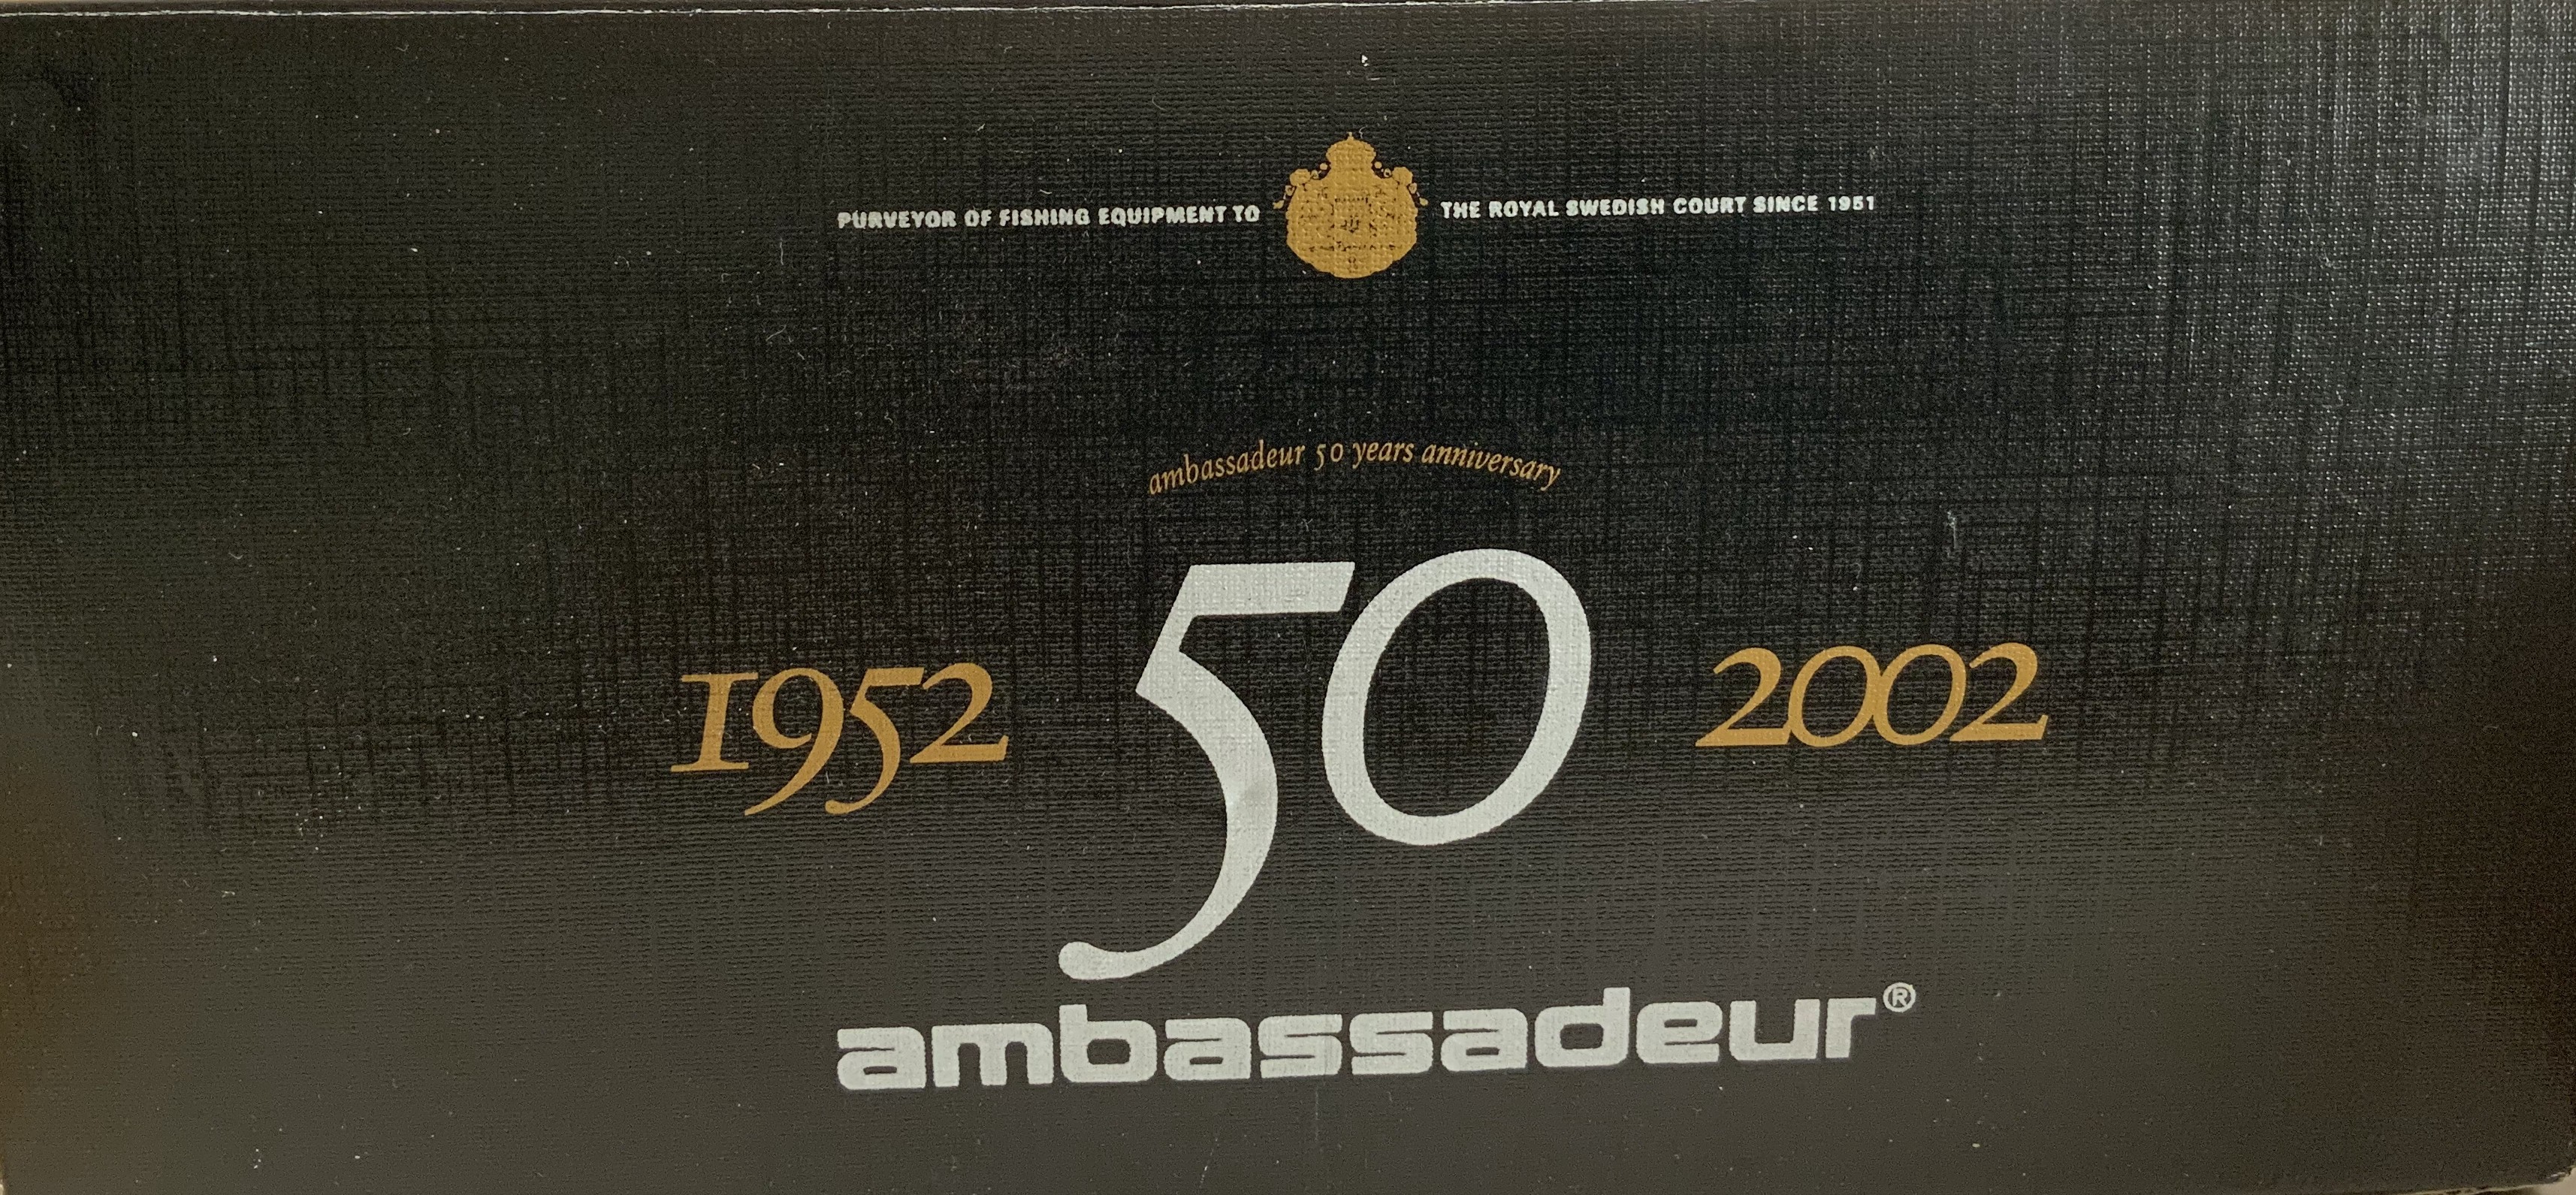 PURVEYOR OF FISHING EQUIPMENT TO THE ROYAL SWEDISH COURT SINCE 1951
ambassadeur 50 years anniversary
1952 50 2002
ambassadeur®